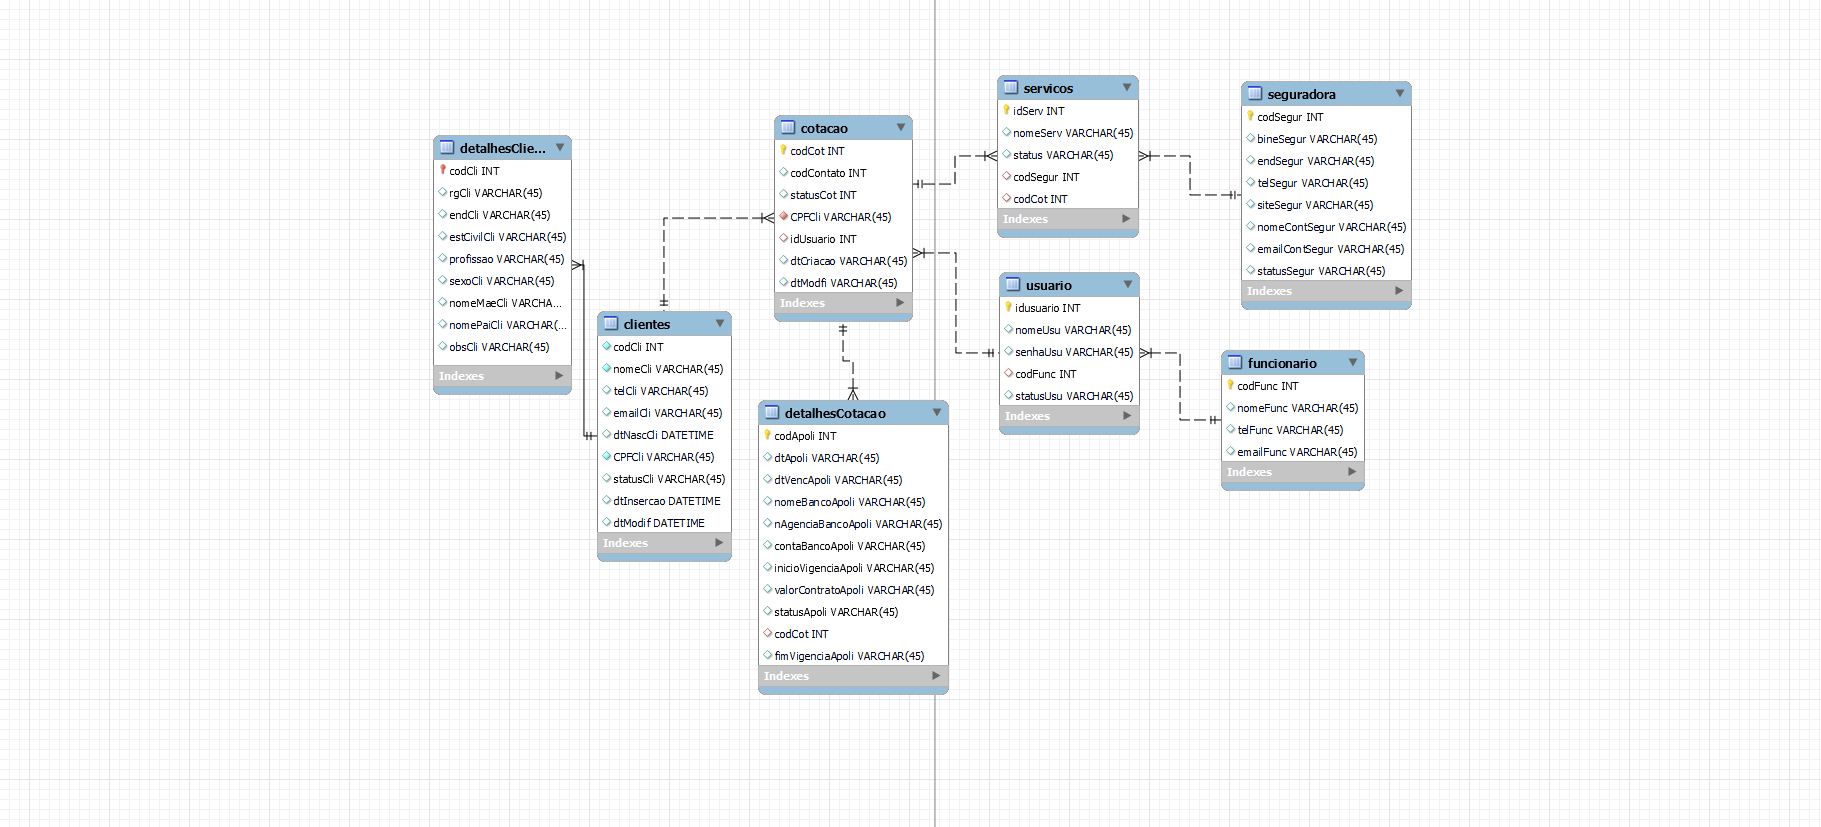 detalhesClie...
codCli INT
rgCli VARCHAR(45)
endCli VARCHAR(45)
estCivilCli VARCHAR(45)
profissao VARCHAR(45)
sexoCli VARCHAR(45)
nomeMaeCli VARCHA...
nomePaiCli VARCHAR(...
obsCli VARCHAR(45)
Indexes
clientes
codCli INT
nomeCli VARCHAR(45)
telCli VARCHAR(45)
emailCli VARCHAR(45)
dtNascCli DATETIME
CPFCli VARCHAR(45)
statusCli VARCHAR(45)
dtInsercao DATETIME
dtModif DATETIME
Indexes
cotacao
codCot INT
codContato INT
statusCot INT
CPFCli VARCHAR(45)
idUsuario INT
dtCriacao VARCHAR(45)
dtModfi VARCHAR(45)
Indexes
detalhesCotacao
codApoli INT
dtApoli VARCHAR(45)
dtVencApoli VARCHAR(45)
nomeBancoApoli VARCHAR(45)
nAgenciaBancoApoli VARCHAR(45)
contaBancoApoli VARCHAR(45)
inicioVigenciaApoli VARCHAR(45)
valorContratoApoli VARCHAR(45)
statusApoli VARCHAR(45)
codCot INT
fimVigenciaApoli VARCHAR(45)
Indexes
servicos
idServ INT
nomeServ VARCHAR(45)
status VARCHAR(45)
codSegur INT
codCot INT
Indexes
usuario
idusuario INT
nomeUsu VARCHAR(45)
senhaUsu VARCHAR(45)
codFunc INT
statusUsu VARCHAR(45)
Indexes
seguradora
codSegur INT
bineSegur VARCHAR(45)
endSegur VARCHAR(45)
telSegur VARCHAR(45)
siteSegur VARCHAR(45)
nomeContSegur VARCHAR(45)
emailContSegur VARCHAR(45)
statusSegur VARCHAR(45)
Indexes
funcionario
codFunc INT
nomeFunc VARCHAR(45)
telFunc VARCHAR(45)
emailFunc VARCHAR(45)
Indexes